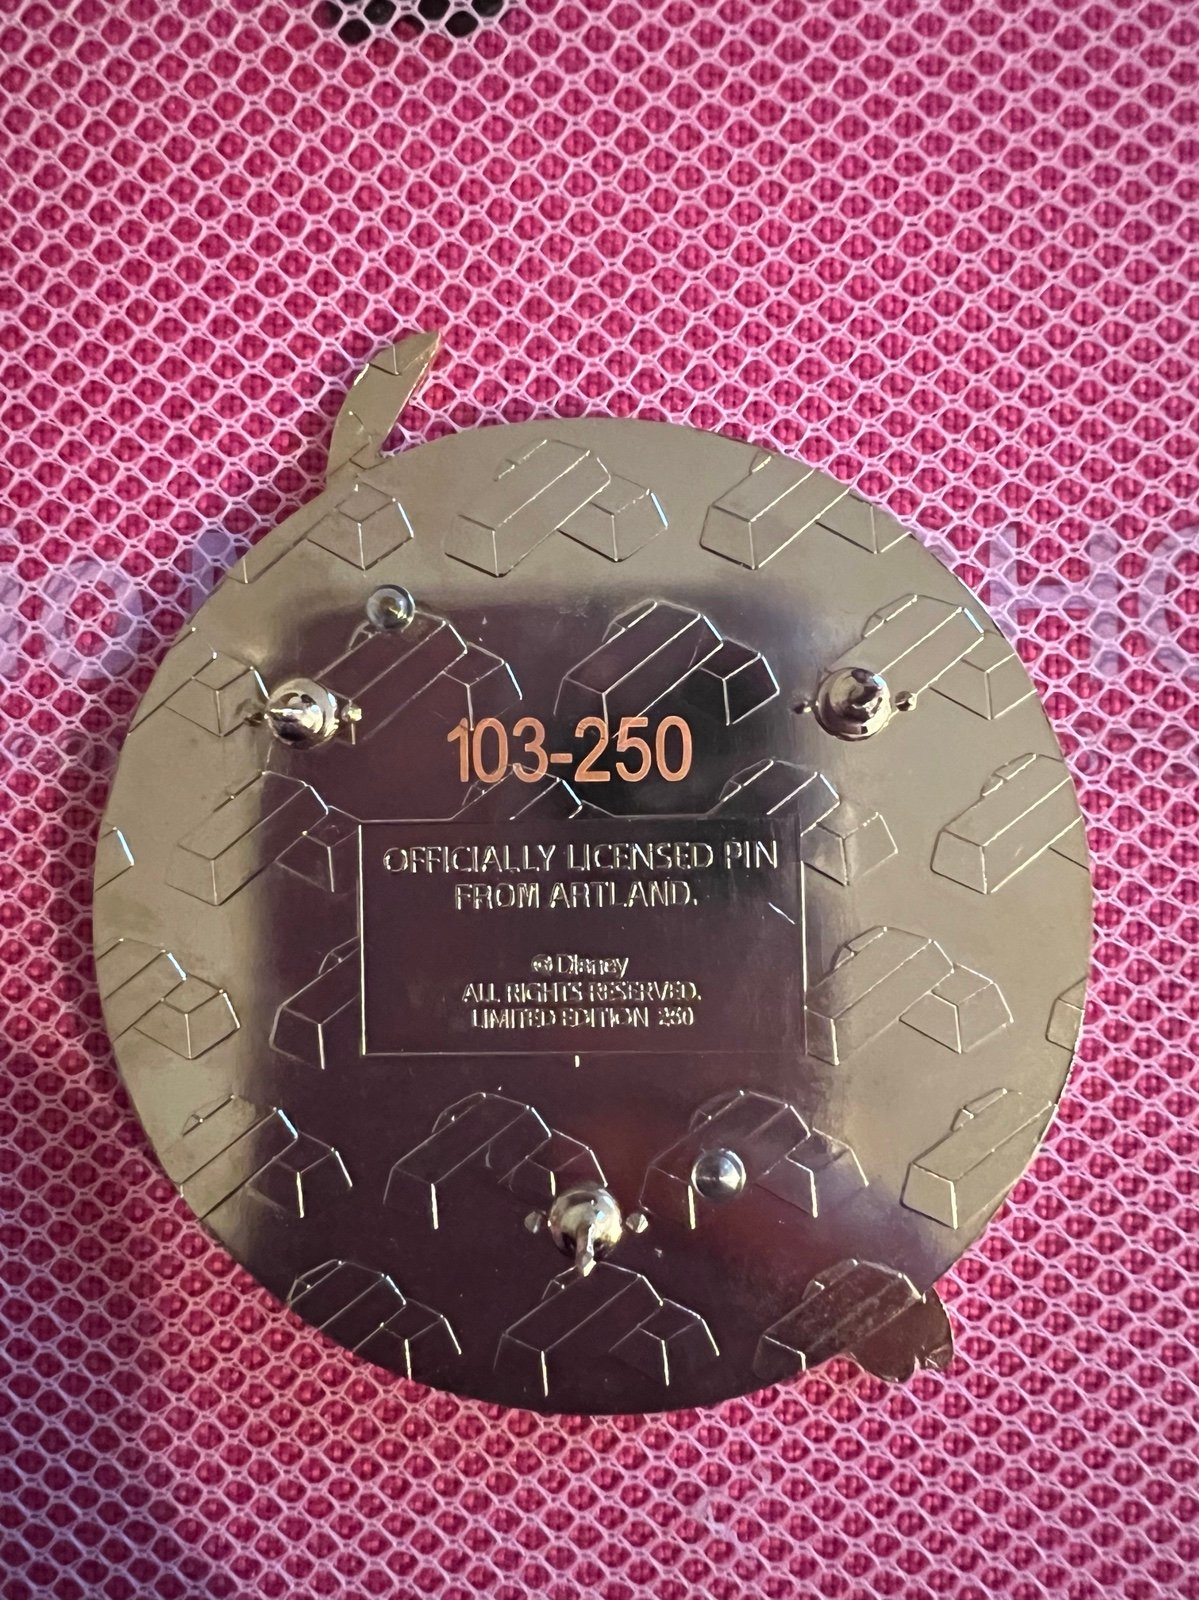 103-250
OFFICIALLY LICENSED PIN
FROM ARTLAND.
© Disney
ALL RIGHTS RESERVED.
LIMITED EDITION 250